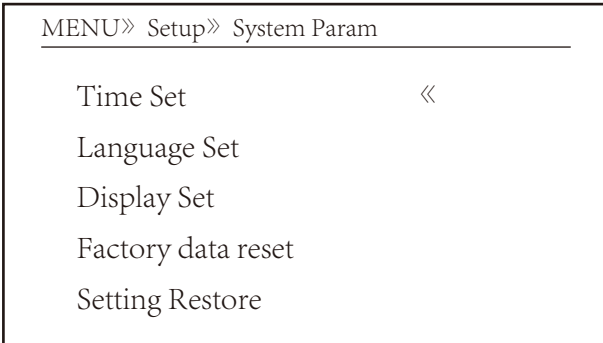 MENU» Setup» System Param
Time Set «
Language Set
Display Set
Factory data reset
Setting Restore